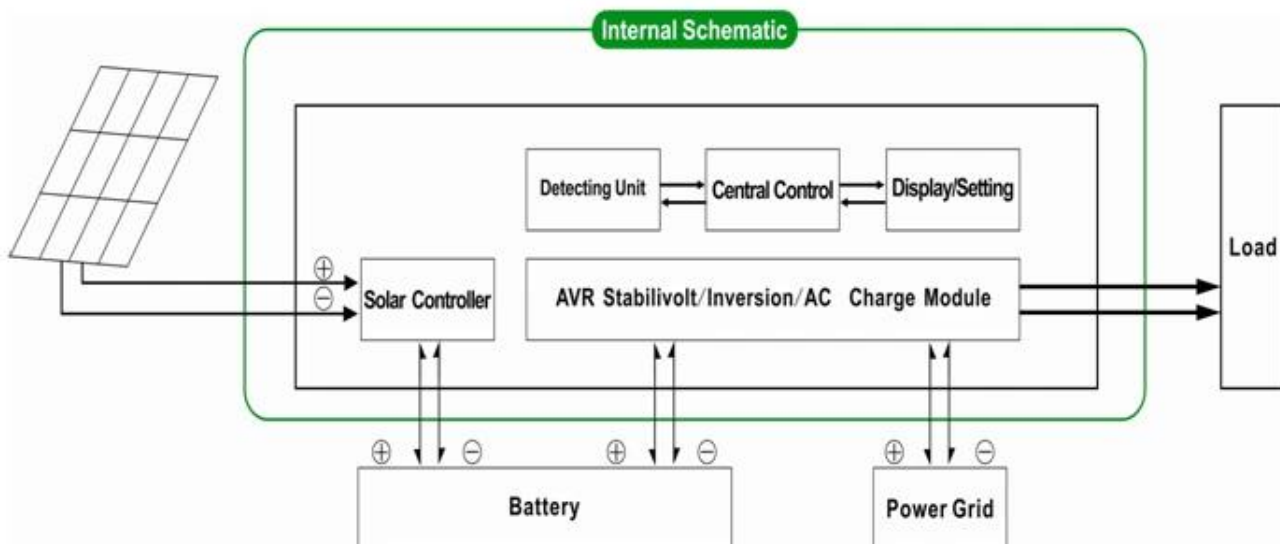 Internal Schematic
Detecting Unit
Central Control
Display/Setting
Load
⊕
⊖
Solar Controller
AVR Stabilivolt/Inversion/AC Charge Module
⊕ ⊖ ⊕ ⊖ ⊕ ⊖
Battery
Power Grid